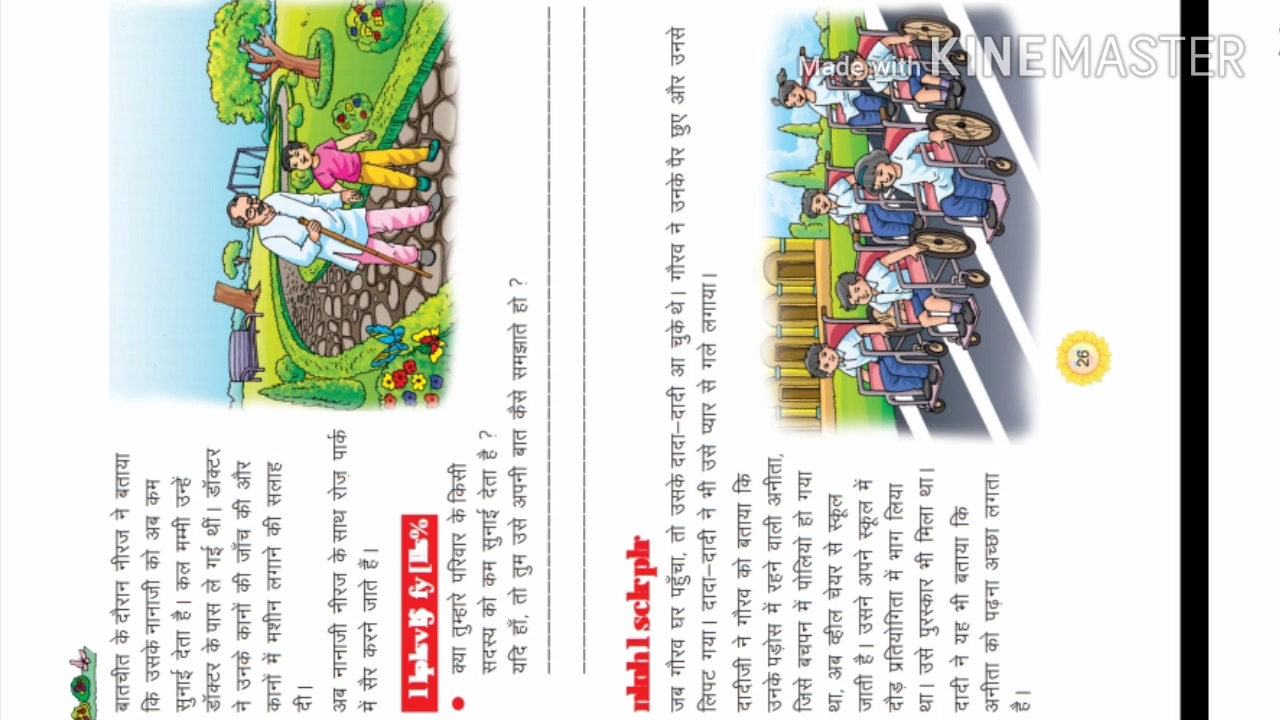 बातचीत के दौरान नीरज ने बताया
कि उसके नानाजी को अब कम
सुनाई देता है। कल मम्मी उन्हें
डॉक्टर के पास ले गई थीं। डॉक्टर
ने उनके कानों की जाँच की और
कानों में मशीन लगाने की सलाह
दी।
अब नानाजी नीरज के साथ रोज़ पार्क
में सैर करने जाते हैं।
क्या तुम्हारे परिवार के किसी
सदस्य को कम सुनाई देता है ?
यदि हाँ, तो तुम उसे अपनी बात कैसे समझाते हो ?
जब गौरव घर पहुँचा, तो उसके दादा–दादी आ चुके थे। गौरव ने उनके पैर छुए और उनसे
लिपट गया। दादा–दादी ने भी उसे प्यार से गले लगाया।
दादीजी ने गौरव को बताया कि
उनके पड़ोस में रहने वाली अनीता,
जिसे बचपन में पोलियो हो गया
था, अब व्हील चेयर से स्कूल
जाती है। उसने अपने स्कूल में
दौड़ प्रतियोगिता में भाग लिया
था। उसे पुरस्कार भी मिला था।
दादी ने यह भी बताया कि
अनीता को पढ़ना अच्छा लगता
है।
26
Made with KINEMASTER